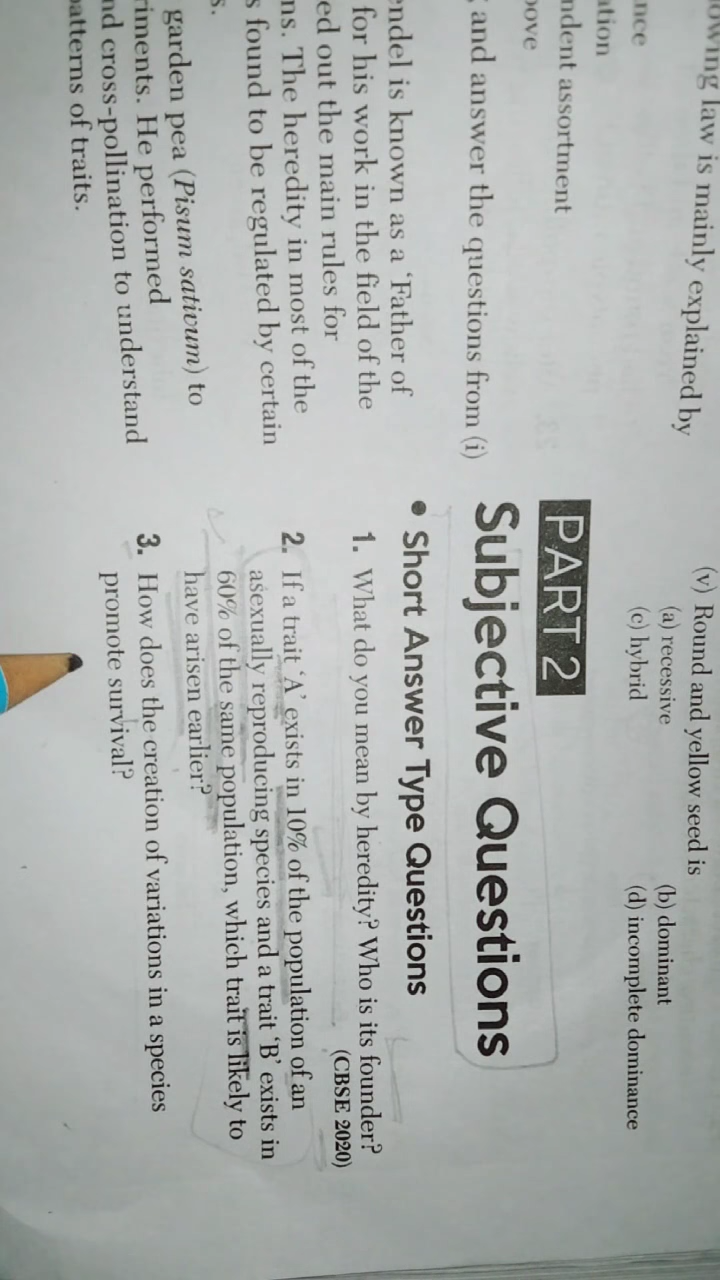 owing law is mainly explained by
nce
ation
ndent assortment
ove
and answer the questions from (i)
endel is known as a 'Father of
for his work in the field of the
ed out the main rules for
ns. The heredity in most of the
s found to be regulated by certain
s.
garden pea (Pisum sativum) to
riments. He performed
nd cross-pollination to understand
patterns of traits.
(v) Round and yellow seed is
(a) recessive (b) dominant
(c) hybrid (d) incomplete dominance
PART 2
Subjective Questions
• Short Answer Type Questions
1. What do you mean by heredity? Who is its founder?
(CBSE 2020)
2. If a trait 'A' exists in 10% of the population of an
asexually reproducing species and a trait 'B' exists in
60% of the same population, which trait is likely to
have arisen earlier?
3. How does the creation of variations in a species
promote survival?